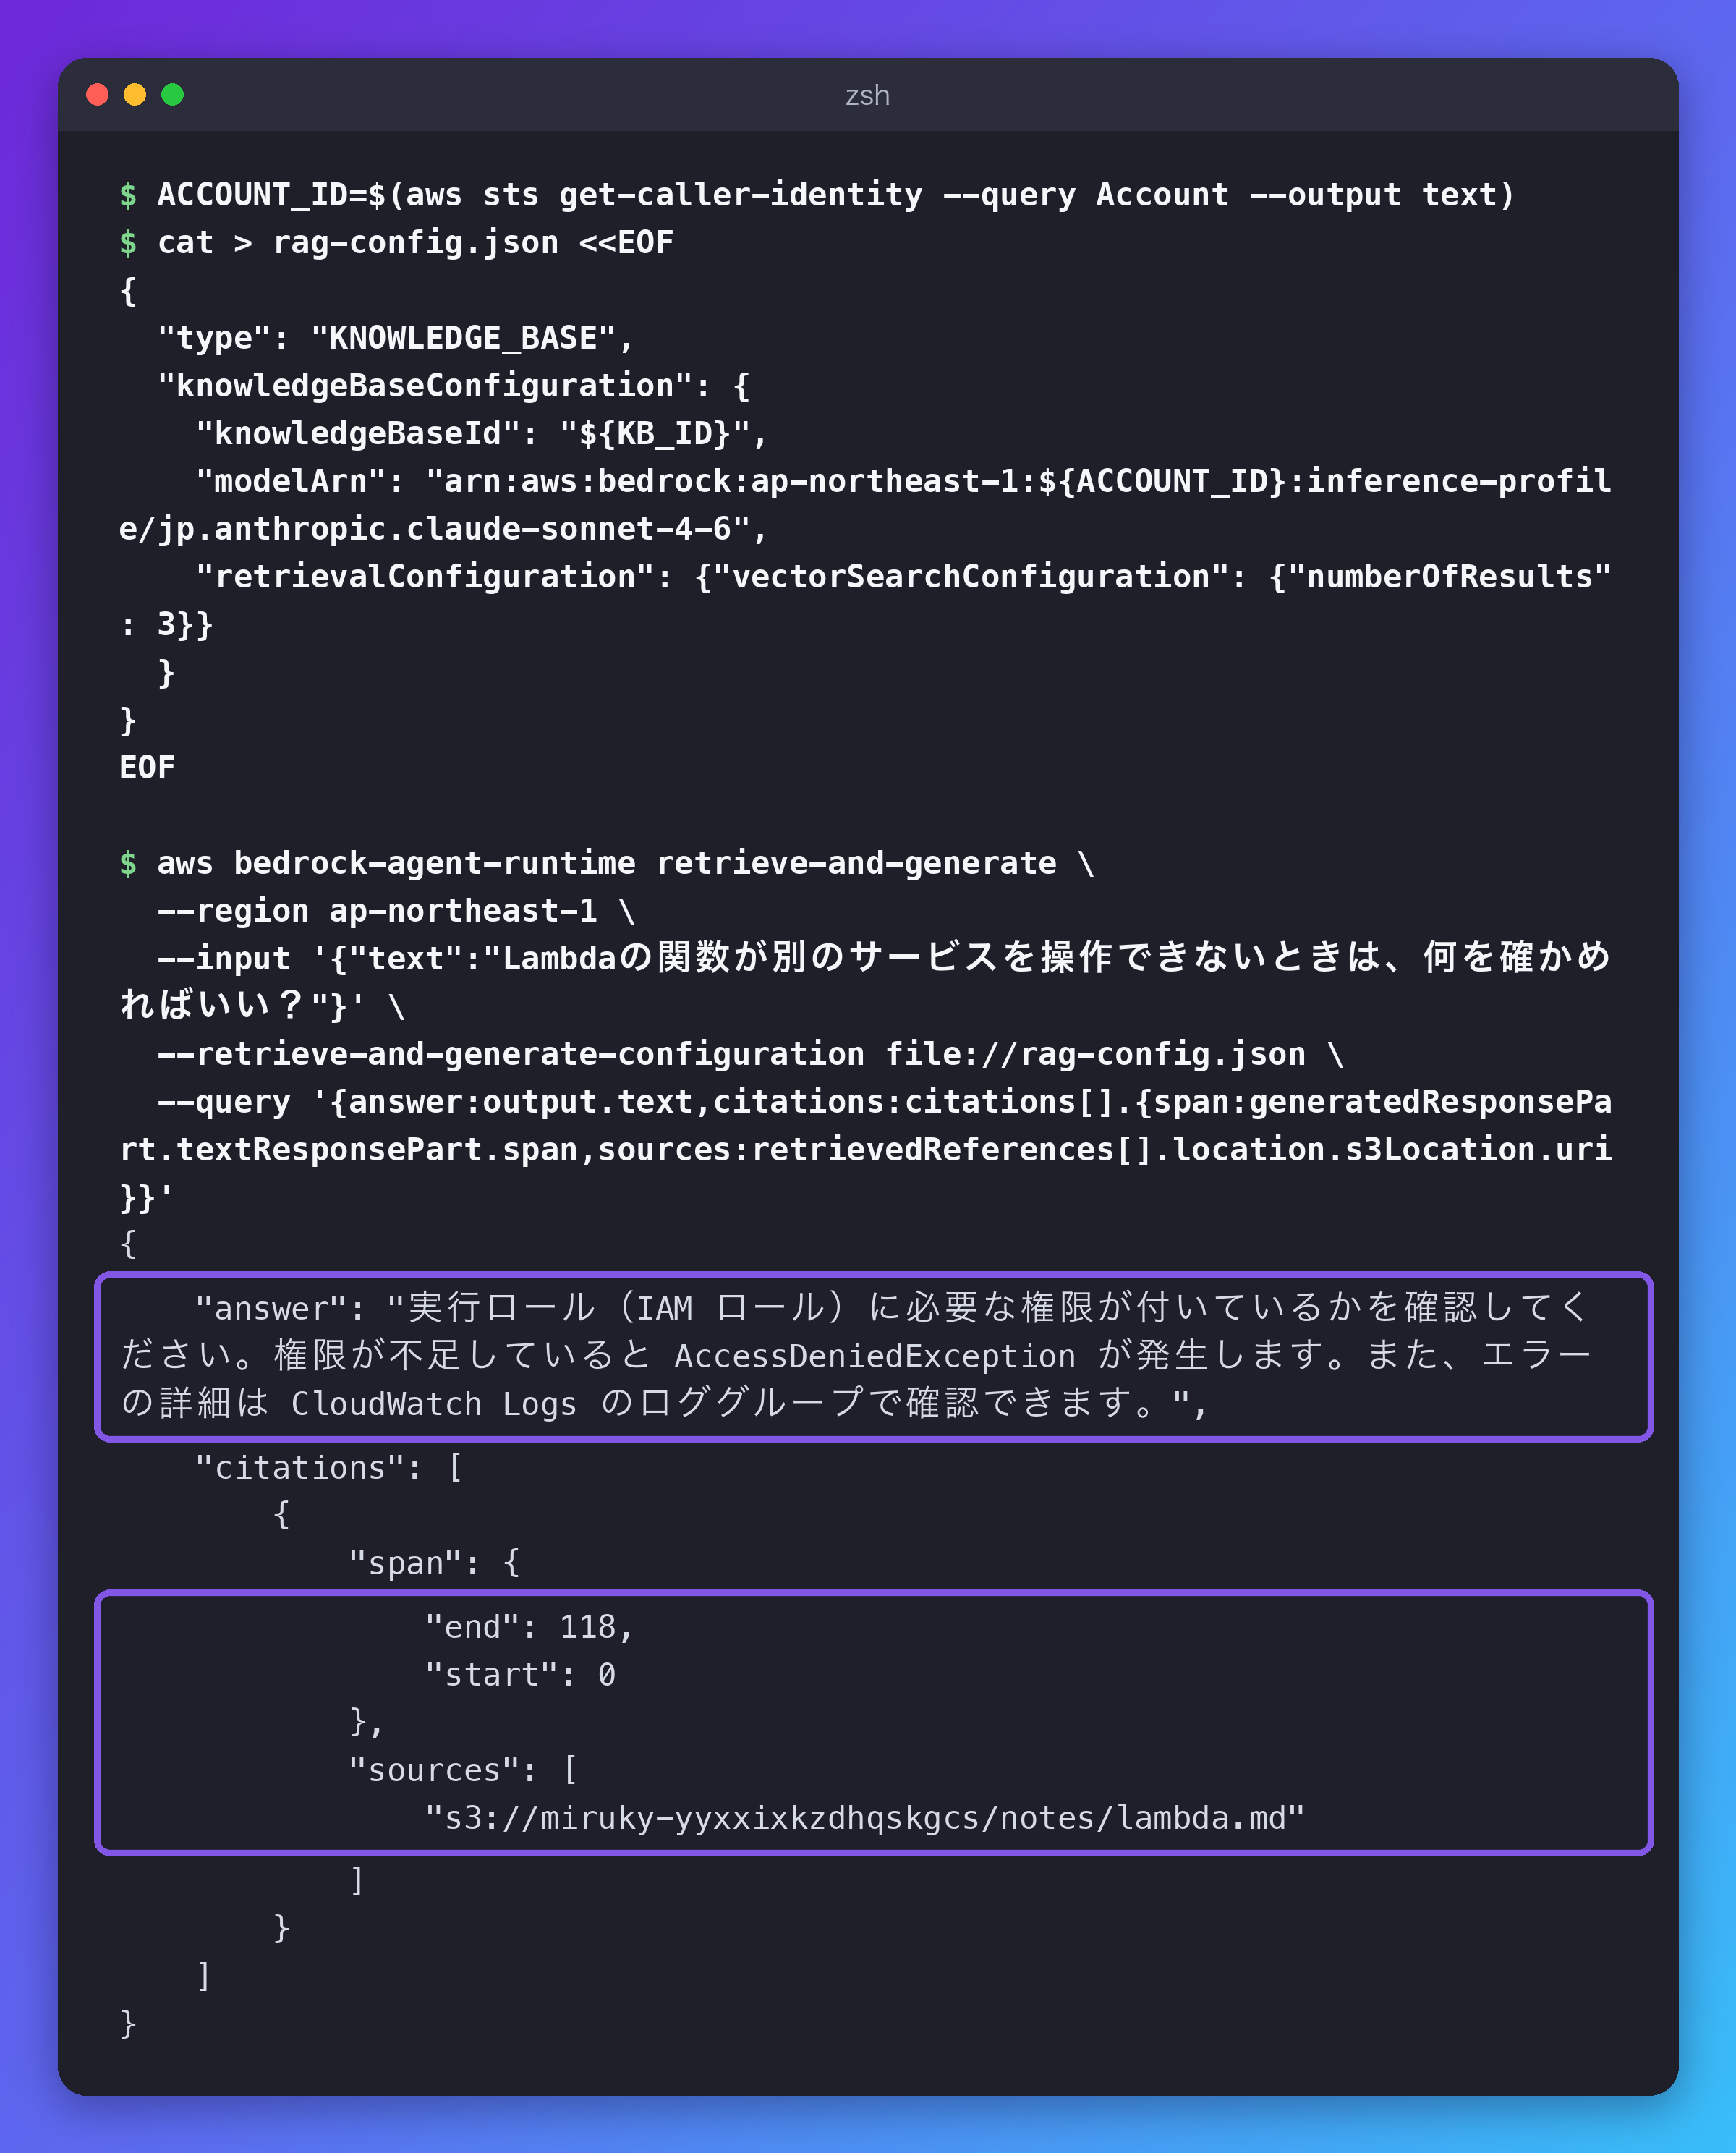 zsh
$ ACCOUNT_ID=$(aws sts get-caller-identity --query Account --output text)
$ cat > rag-config.json <<EOF
{
  "type": "KNOWLEDGE_BASE",
  "knowledgeBaseConfiguration": {
    "knowledgeBaseId": "${KB_ID}",
    "modelArn": "arn:aws:bedrock:ap-northeast-1:${ACCOUNT_ID}:inference-profil
e/jp.anthropic.claude-sonnet-4-6",
    "retrievalConfiguration": {"vectorSearchConfiguration": {"numberOfResults"
: 3}}
  }
}
EOF

$ aws bedrock-agent-runtime retrieve-and-generate \
  --region ap-northeast-1 \
  --input '{"text":"Lambdaの関数が別のサービスを操作できないときは、何を確かめ
ればいい？"}' \
  --retrieve-and-generate-configuration file://rag-config.json \
  --query '{answer:output.text,citations:citations[].{span:generatedResponsePa
rt.textResponsePart.span,sources:retrievedReferences[].location.s3Location.uri
}}'
{
    "answer": "実行ロール（IAM ロール）に必要な権限が付いているかを確認してく
ださい。権限が不足していると AccessDeniedException が発生します。また、エラー
の詳細は CloudWatch Logs のロググループで確認できます。",
    "citations": [
        {
            "span": {
                "end": 118,
                "start": 0
            },
            "sources": [
                "s3://miruky-yyxxixkzdhqskgcs/notes/lambda.md"
            ]
        }
    ]
}